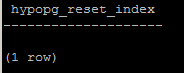 hypopg_reset_index
--------------------

(1 row)